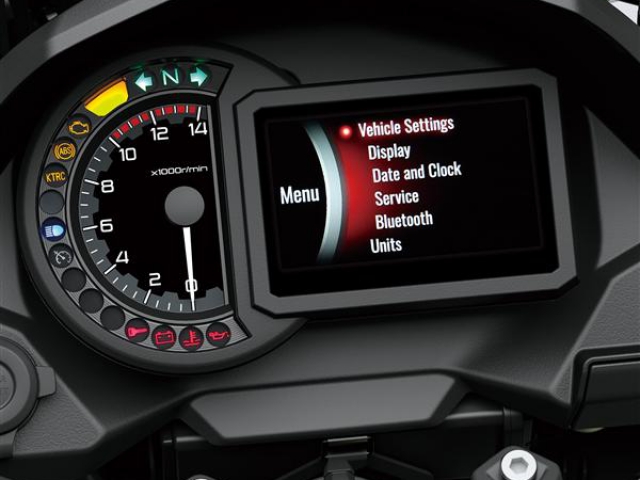 N
ABS
KTRC
14
12
10
x1000r/min
8
6
4
2
0
Menu
Vehicle Settings
Display
Date and Clock
Service
Bluetooth
Units